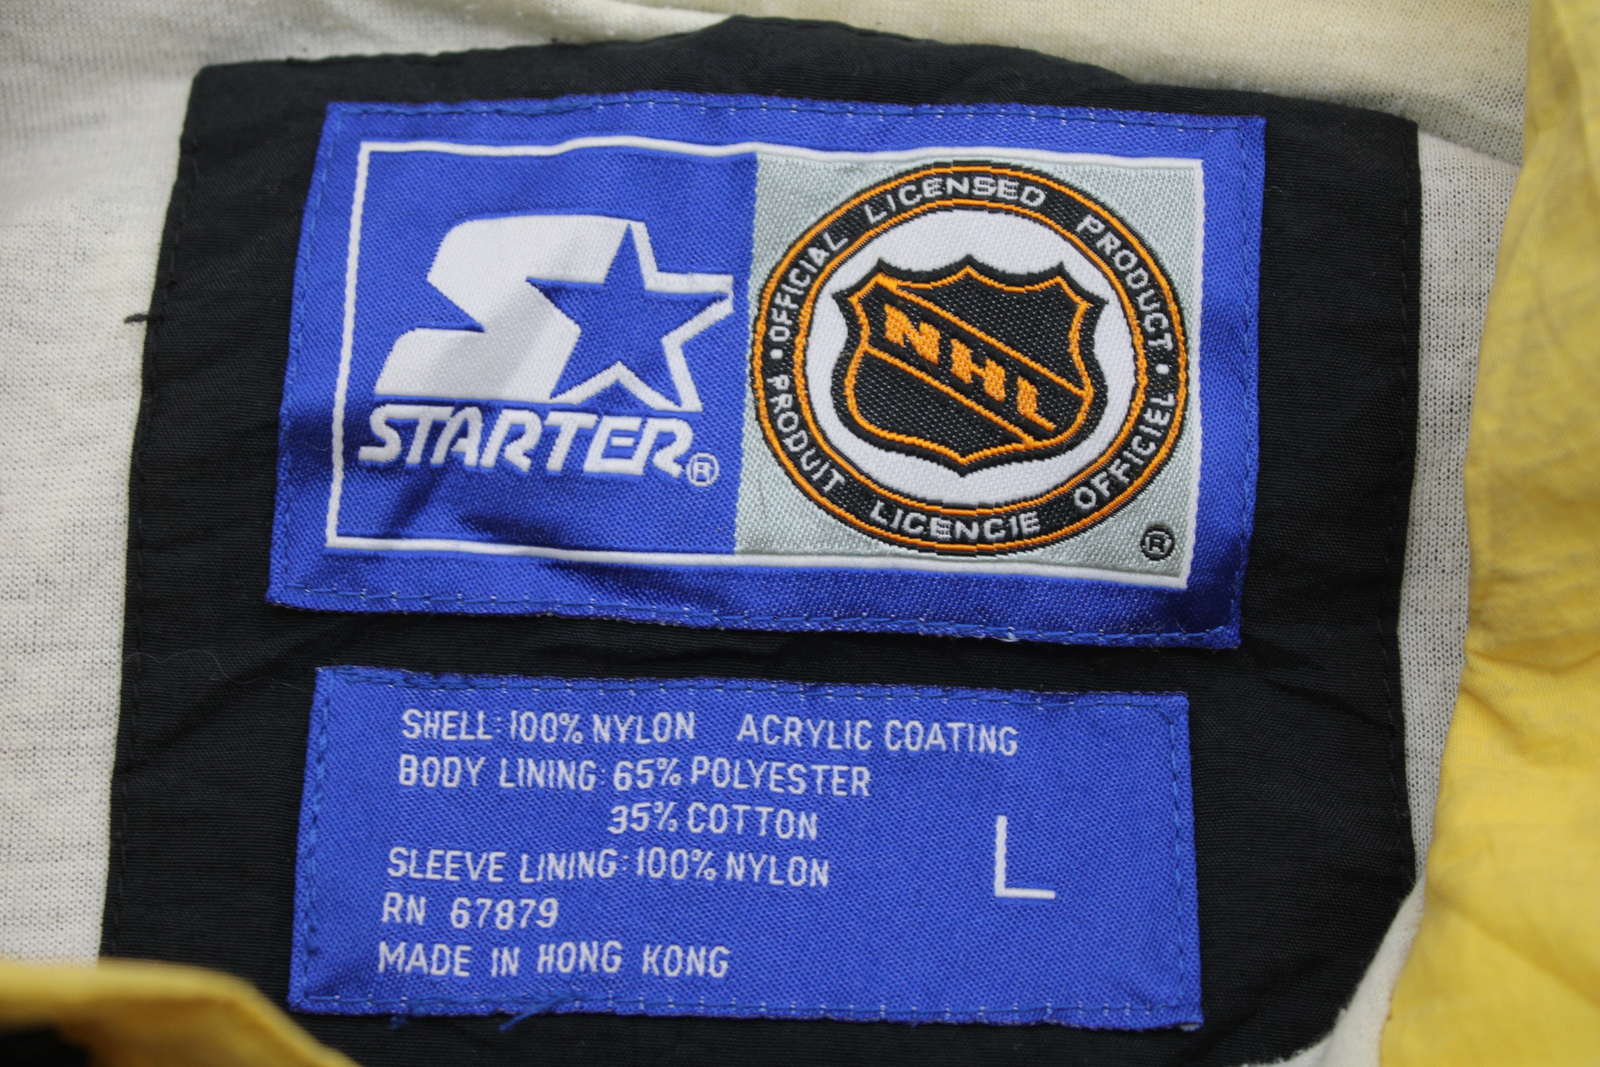 STARTER®
• OFFICIAL LICENSED PRODUCT •
PRODUIT LICENCIE OFFICIEL
NHL
®
SHELL: 100% NYLON ACRYLIC COATING
BODY LINING: 65% POLYESTER
35% COTTON
SLEEVE LINING: 100% NYLON
RN 67879
MADE IN HONG KONG
L